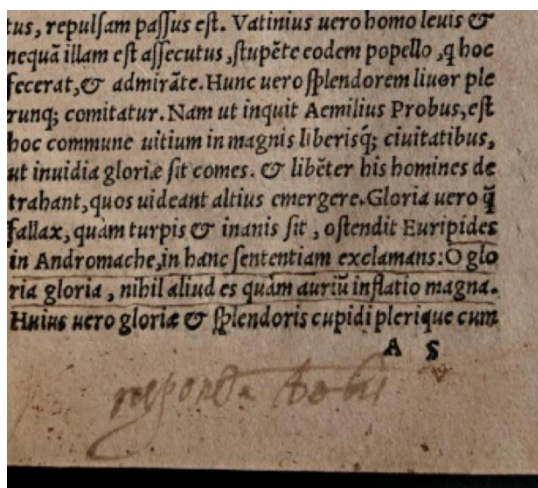 tus, repulſam paſſus eſt. Vatinius uero homo leuis &
nequã illam eſt aſſecutus, ſtupẽte eodem popello, q hoc
fecerat, & admirãte. Hunc uero ſplendorem liuor ple
runq; comitatur. Nam ut inquit Aemilius Probus, eſt
hoc commune uitium in magnis liberisq́; ciuitatibus,
ut inuidia gloriæ ſit comes. & libẽter his homines de
trahant, quos uideant altius emergere. Gloria uero q̃
fallax, quàm turpis & inanis ſit, oſtendit Euripides
in Andromache, in hanc ſententiam exclamans: O glo
ria gloria, nihil aliud es quàm auriũ inflatio magna.
Huius uero gloriæ & ſplendoris cupidi plerique cum
A 5